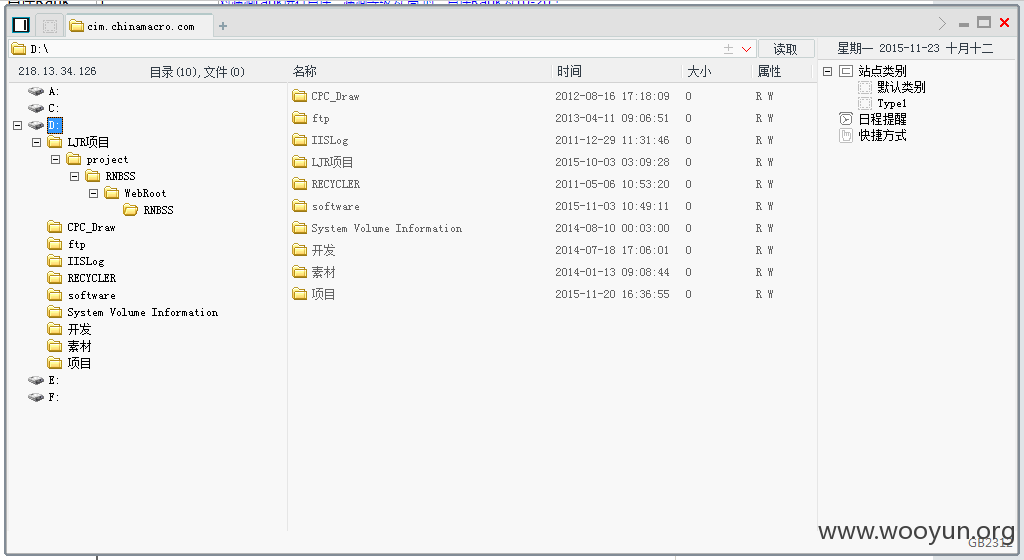 cim.chinamacro.com
D:\
读取
星期一 2015-11-23 十月十二
218.13.34.126 目录(10),文件(0)
名称 时间 大小 属性
A:
C:
D:
LJR项目
project
RNBSS
WebRoot
RNBSS
CPC_Draw
ftp
IISLog
RECYCLER
software
System Volume Information
开发
素材
项目
E:
F:
CPC_Draw 2012-08-16 17:18:09 0 R W
ftp 2013-04-11 09:06:51 0 R W
IISLog 2011-12-29 11:31:46 0 R W
LJR项目 2015-10-03 03:09:28 0 R W
RECYCLER 2011-05-06 10:53:20 0 R W
software 2015-11-03 10:49:11 0 R W
System Volume Information 2014-08-10 00:03:00 0 R W
开发 2014-07-18 17:06:01 0 R W
素材 2014-01-13 09:08:44 0 R W
项目 2015-11-20 16:36:55 0 R W
站点类别
默认类别
Type1
日程提醒
快捷方式
www.wooyun.org
GB2312